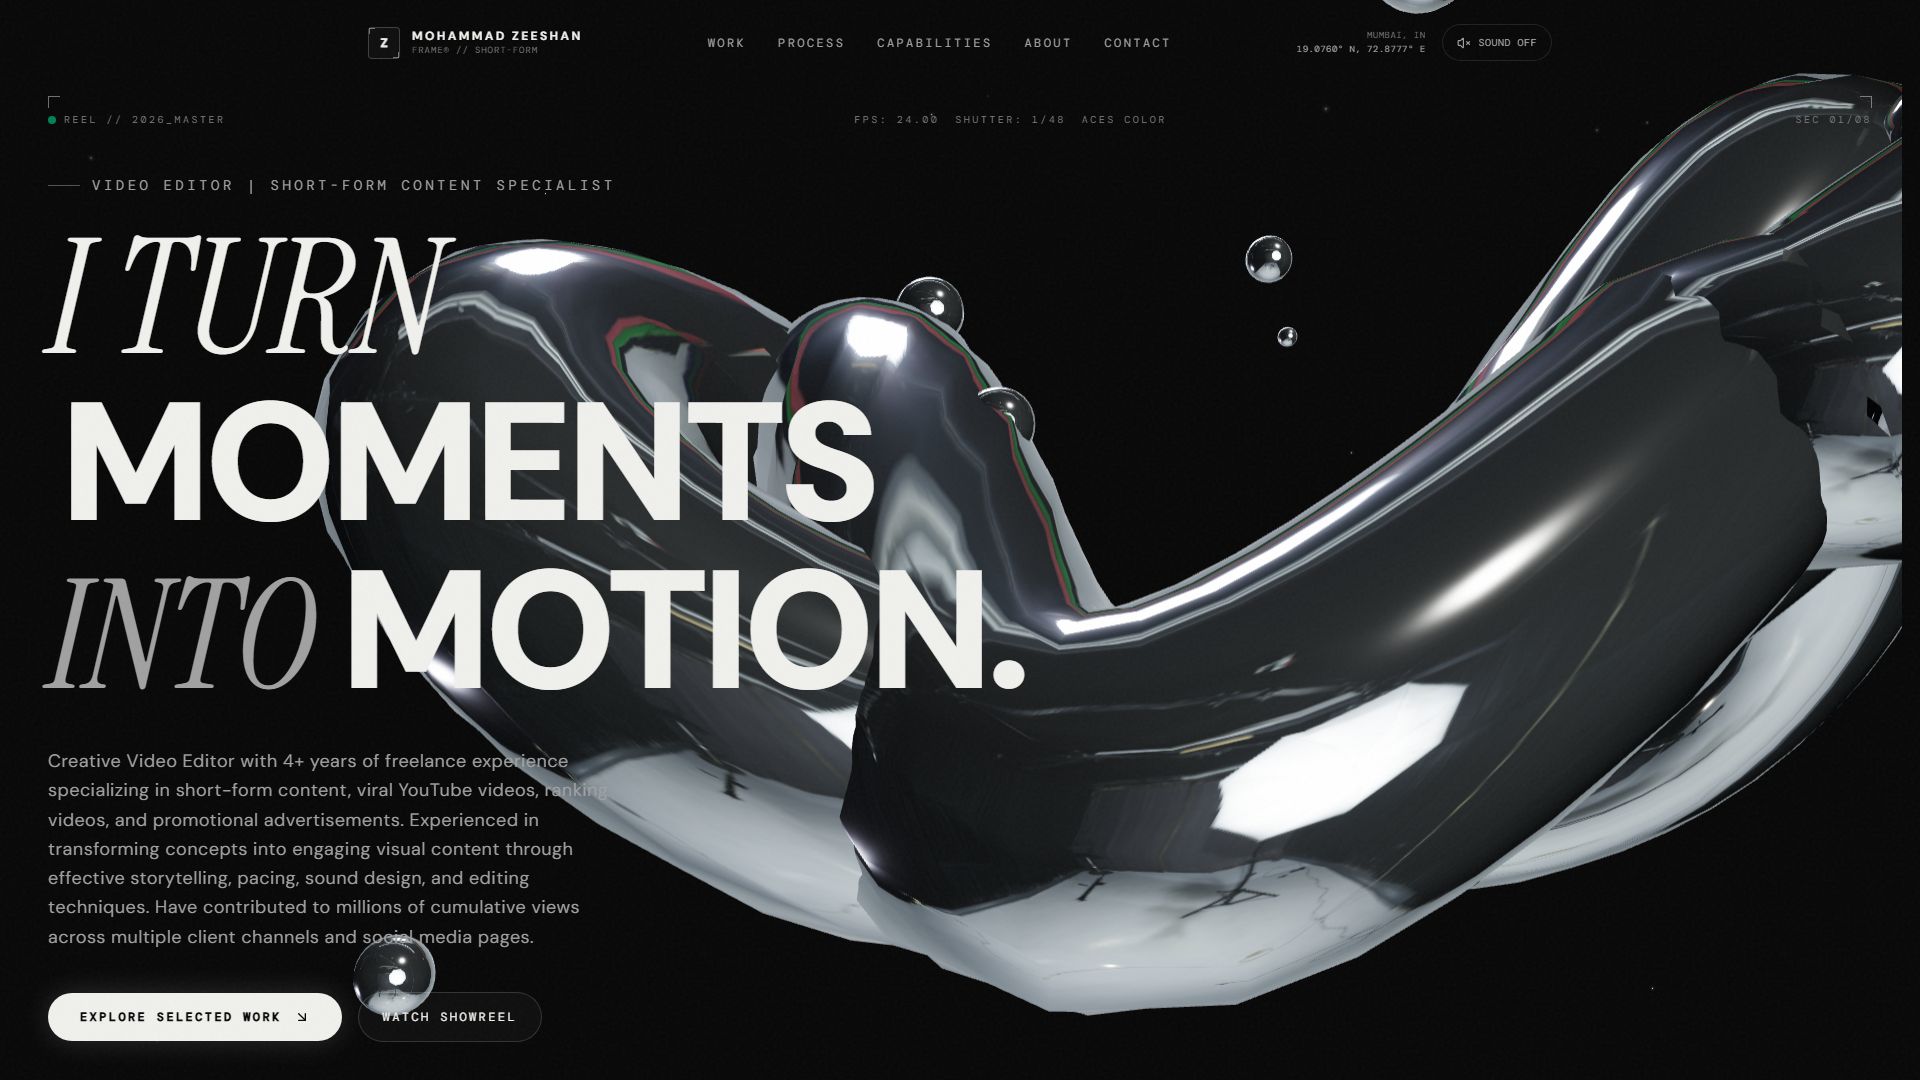 Z
MOHAMMAD ZEESHAN
FRAME® // SHORT-FORM
WORK
PROCESS
CAPABILITIES
ABOUT
CONTACT
MUMBAI, IN
19.0760° N, 72.8777° E
SOUND OFF
REEL // 2026_MASTER
FPS: 24.00 SHUTTER: 1/48 ACES COLOR
SEC 01/08
VIDEO EDITOR | SHORT-FORM CONTENT SPECIALIST
I TURN
MOMENTS
INTO MOTION.
Creative Video Editor with 4+ years of freelance experience
specializing in short-form content, viral YouTube videos, ranking
videos, and promotional advertisements. Experienced in
transforming concepts into engaging visual content through
effective storytelling, pacing, sound design, and editing
techniques. Have contributed to millions of cumulative views
across multiple client channels and social media pages.
EXPLORE SELECTED WORK
WATCH SHOWREEL